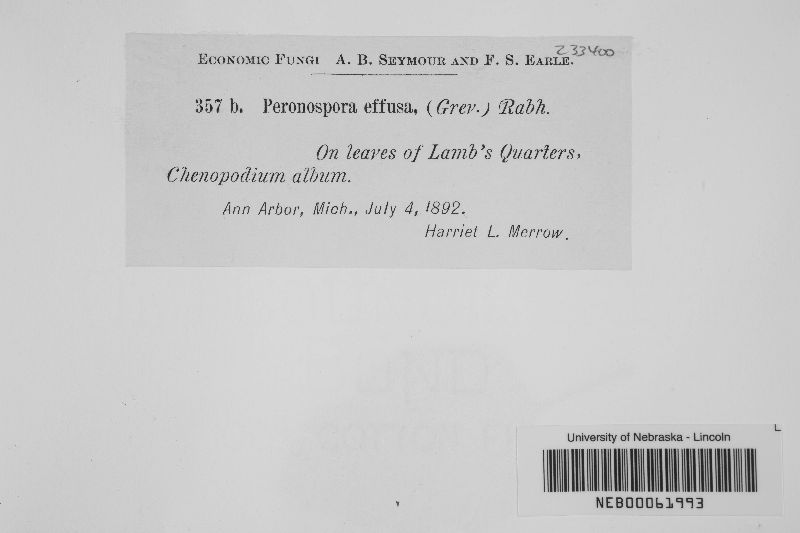 233400
Economic Fungi A. B. Seymour and F. S. Earle.
357 b. Peronospora effusa, (Grev.) Rabh.
On leaves of Lamb's Quarters,
Chenopodium album.
Ann Arbor, Mich., July 4, 1892.
Harriet L. Merrow.
L
University of Nebraska - Lincoln
NEB00061993